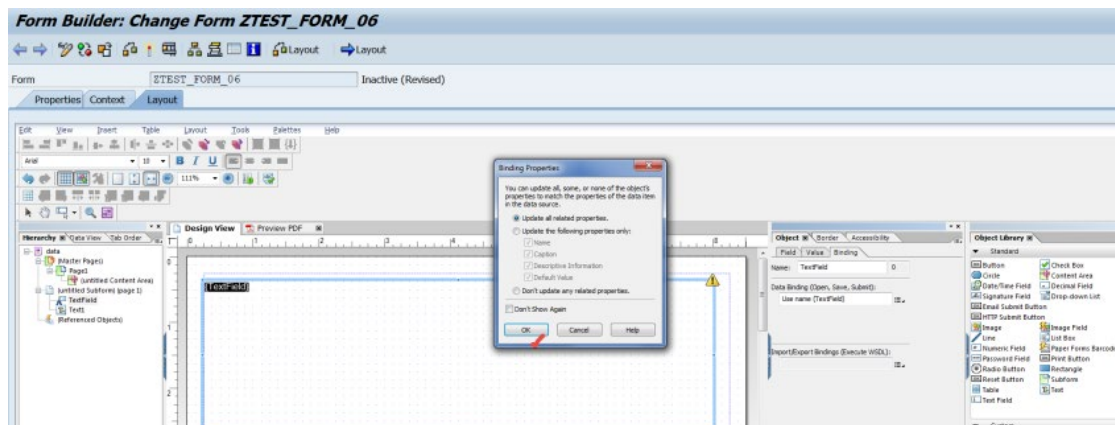 Form Builder: Change Form ZTEST_FORM_06
Layout Layout
Form ZTEST_FORM_06 Inactive (Revised)
Properties Context Layout
Edit View Insert Table Layout Tools Palettes Help
Arial 10 B I U
111%
Hierarchy Data View Tab Order
data
(Master Pages)
Page1
(untitled Content Area)
(untitled Subform) (page 1)
TextField
Text1
(Referenced Objects)
Design View Preview PDF
(TextField)
Binding Properties
You can update all, some, or none of the object's
properties to match the properties of the data item
in the data source.
Update all related properties.
Update the following properties only:
Name
Caption
Descriptive Information
Default Value
Don't update any related properties.
Don't Show Again
OK Cancel Help
Object Border Accessibility
Field Value Binding
Name: TextField 0
Data Binding (Open, Save, Submit):
Use name (TextField)
Import/Export Bindings (Execute WSDL):
Object Library
Standard
Button Check Box
Circle Content Area
Date/Time Field Decimal Field
Signature Field Drop-down List
Email Submit Button
HTTP Submit Button
Image Image Field
Line List Box
Numeric Field Paper Forms Barcod
Password Field Print Button
Radio Button Rectangle
Reset Button Subform
Table Text
Text Field